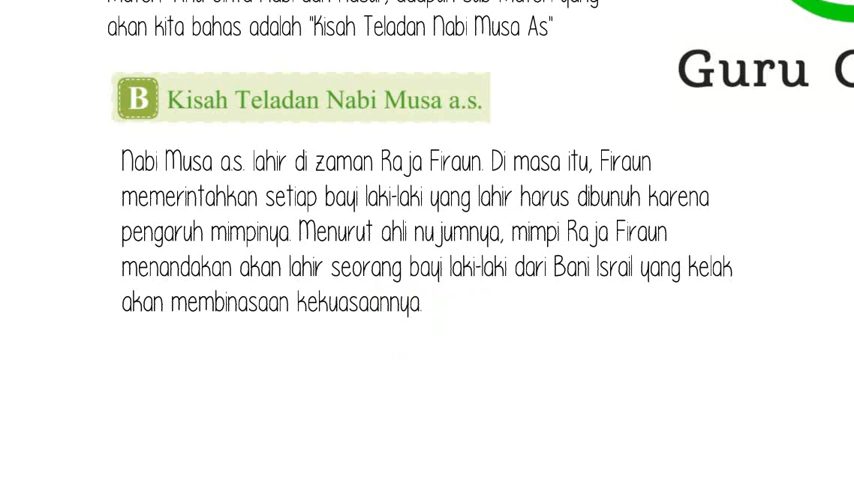 akan kita bahas adalah "Kisah Teladan Nabi Musa As"
Guru
B Kisah Teladan Nabi Musa a.s.
Nabi Musa a.s. lahir di zaman Raja Firaun. Di masa itu, Firaun
memerintahkan setiap bayi laki-laki yang lahir harus dibunuh karena
pengaruh mimpinya. Menurut ahli nujumnya, mimpi Raja Firaun
menandakan akan lahir seorang bayi laki-laki dari Bani Israil yang kelak
akan membinasaan kekuasaannya.